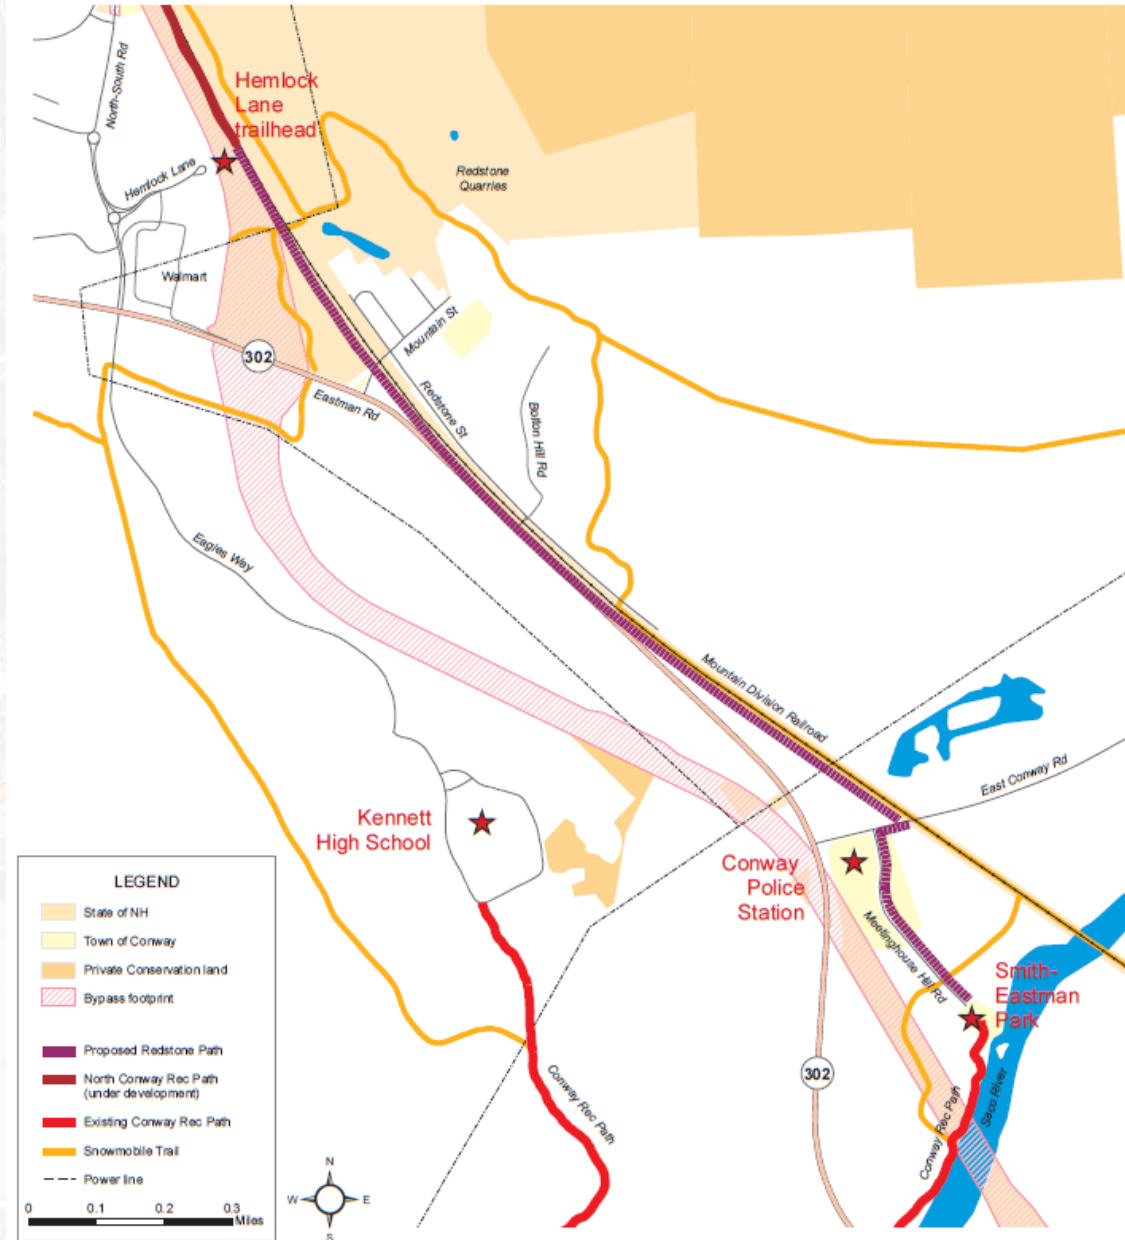 North-South Rd
Hemlock
Lane
trailhead
Hemlock Lane
Redstone
Quarries
Walmart
Mountain St
302
Eastman Rd
Redstone St
Bolton Hill Rd
Eagles Way
Mountain Division Railroad
East Conway Rd
Kennett
High School
Conway
Police
Station
Meetinghouse Hill Rd
Smith-
Eastman
Park
302
Conway Rec Path
Conway Rec Path
Saco River
LEGEND
State of NH
Town of Conway
Private Conservation land
Bypass footprint
Proposed Redstone Path
North Conway Rec Path
(under development)
Existing Conway Rec Path
Snowmobile Trail
Power line
0 0.1 0.2 0.3
Miles
N
W E
S